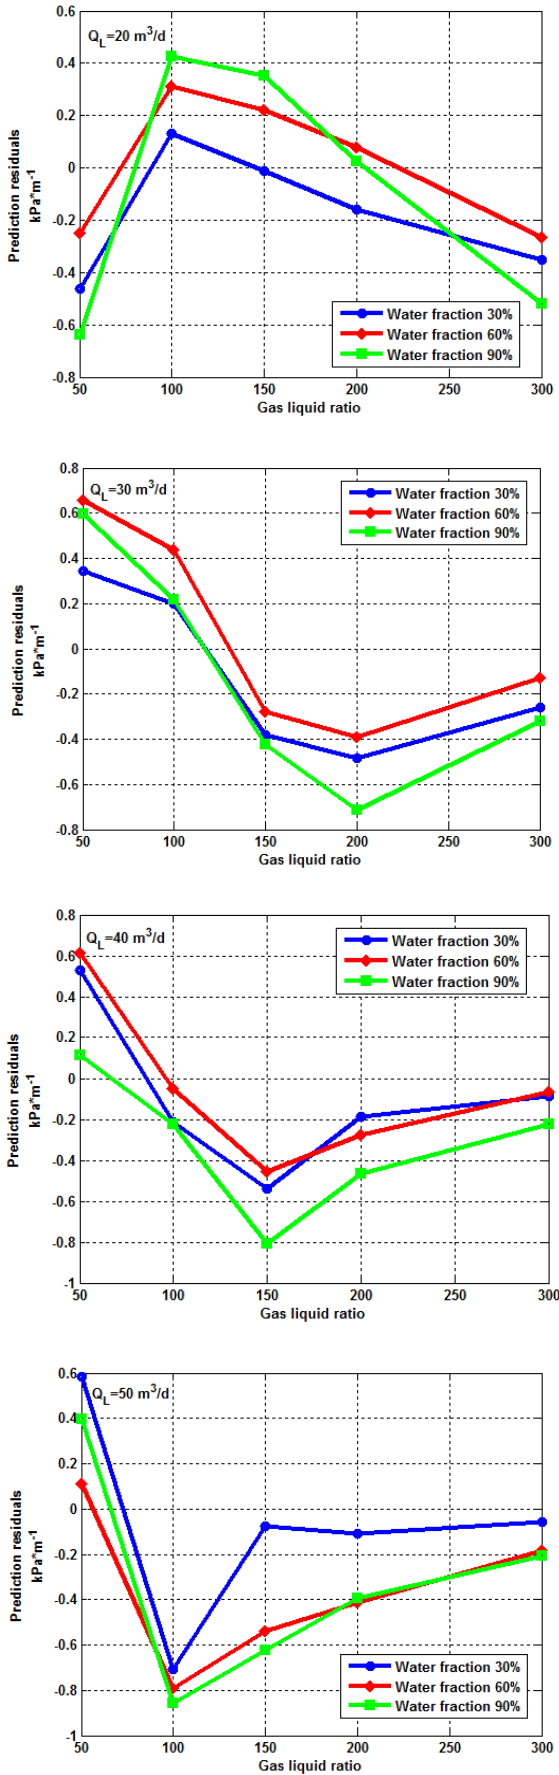 Q_L=20 m^3/d
0.6
0.4
0.2
0
-0.2
-0.4
-0.6
-0.8
Prediction residuals
kPa*m^-1
Water fraction 30%
Water fraction 60%
Water fraction 90%
50 100 150 200 250 300
Gas liquid ratio
Q_L=30 m^3/d
0.8
0.6
0.4
0.2
0
-0.2
-0.4
-0.6
-0.8
Prediction residuals
kPa*m^-1
Water fraction 30%
Water fraction 60%
Water fraction 90%
50 100 150 200 250 300
Gas liquid ratio
Q_L=40 m^3/d
0.8
0.6
0.4
0.2
0
-0.2
-0.4
-0.6
-0.8
-1
Prediction residuals
kPa*m^-1
Water fraction 30%
Water fraction 60%
Water fraction 90%
50 100 150 200 250 300
Gas liquid ratio
Q_L=50 m^3/d
0.6
0.4
0.2
0
-0.2
-0.4
-0.6
-0.8
-1
Prediction residuals
kPa*m^-1
Water fraction 30%
Water fraction 60%
Water fraction 90%
50 100 150 200 250 300
Gas liquid ratio